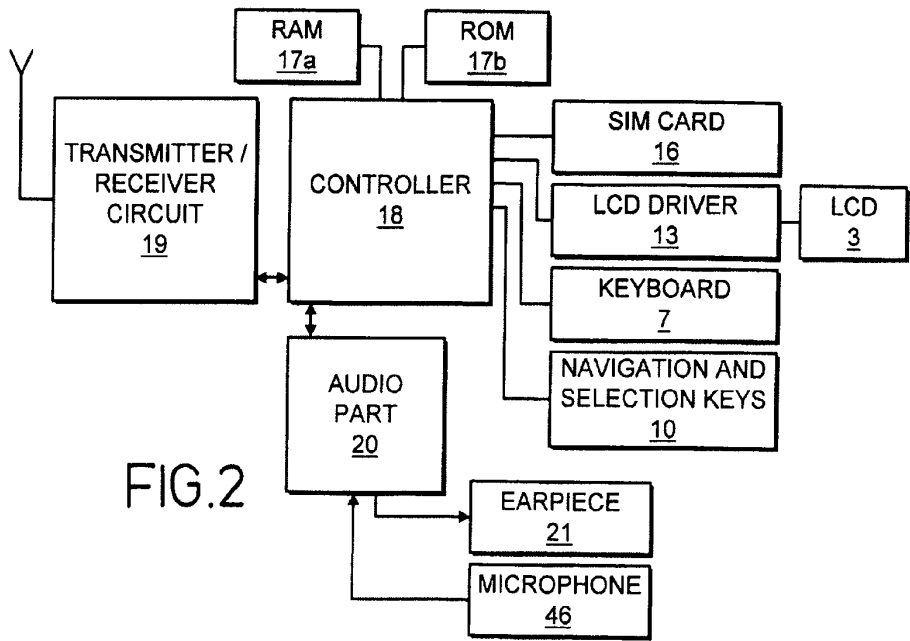 RAM
17a
ROM
17b
TRANSMITTER /
RECEIVER
CIRCUIT
19
CONTROLLER
18
SIM CARD
16
LCD DRIVER
13
LCD
3
KEYBOARD
7
NAVIGATION AND
SELECTION KEYS
10
AUDIO
PART
20
FIG.2
EARPIECE
21
MICROPHONE
46